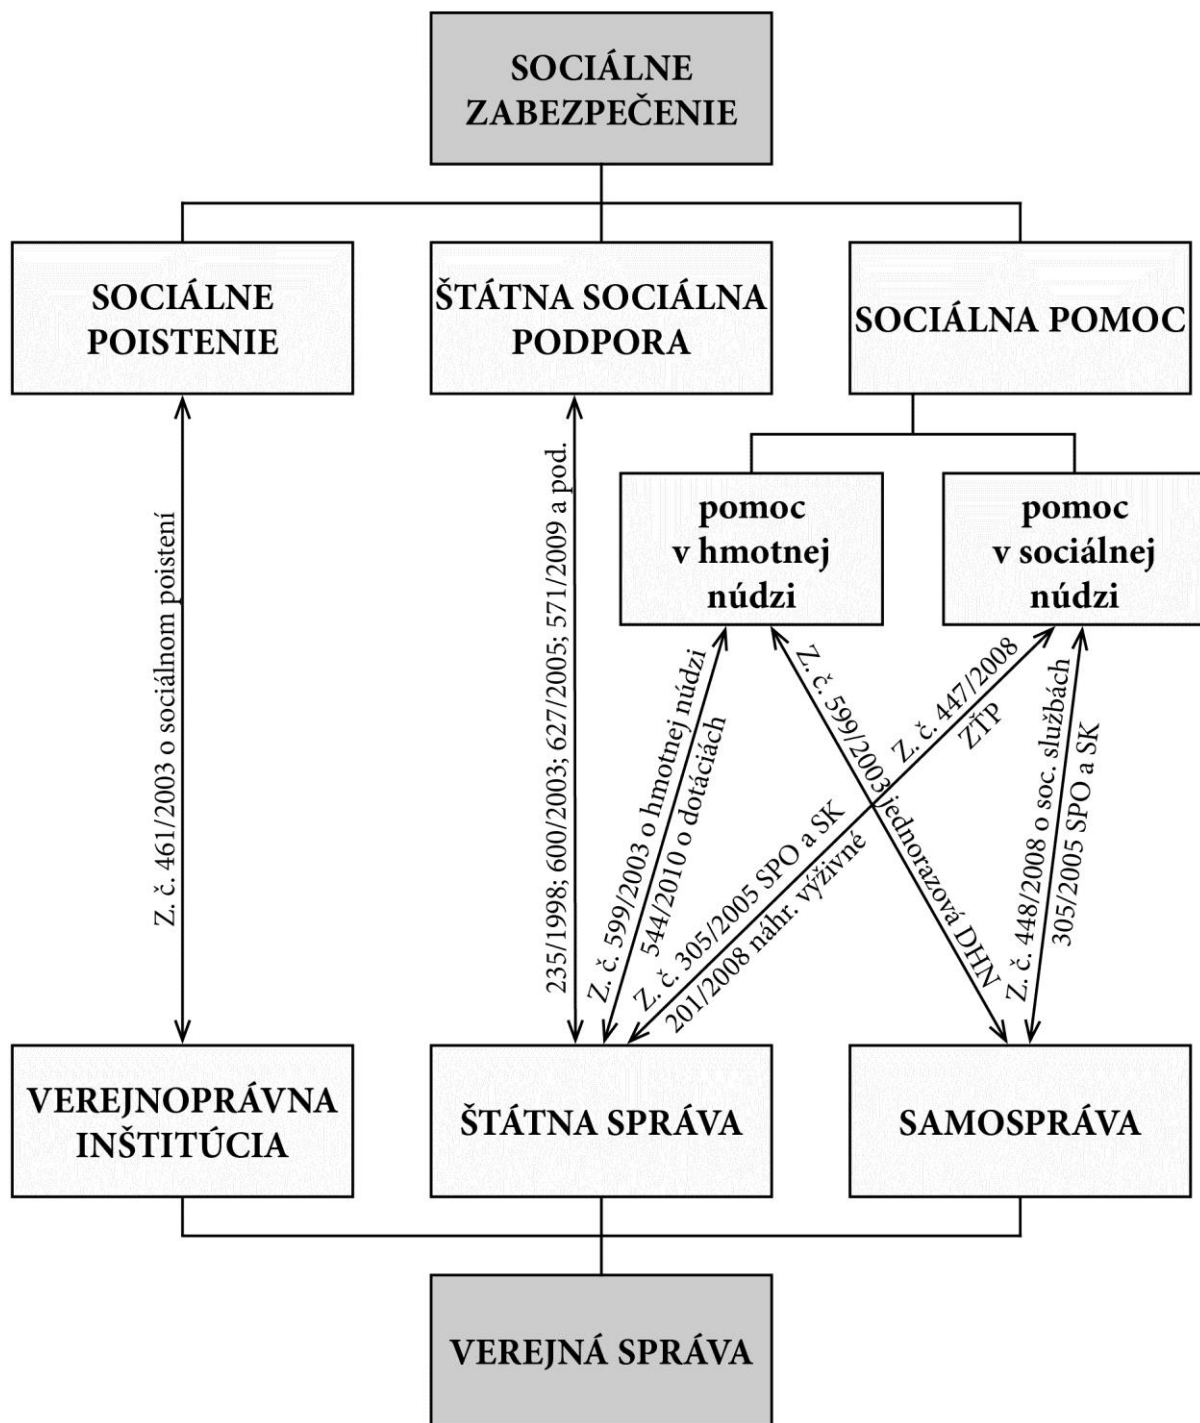 SOCIÁLNE
ZABEZPEČENIE
SOCIÁLNE
POISTENIE
ŠTÁTNA SOCIÁLNA
PODPORA
SOCIÁLNA POMOC
pomoc
v hmotnej
núdzi
pomoc
v sociálnej
núdzi
Z. č. 461/2003 o sociálnom poistení
235/1998; 600/2003; 627/2005; 571/2009 a pod.
Z. č. 599/2003 o hmotnej núdzi
544/2010 o dotáciách
Z. č. 305/2005 SPO a SK
201/2008 náhr. výživné
Z. č. 447/2008
ZŤP
Z. č. 599/2003 jednorazová DHN
Z. č. 448/2008 o soc. službách
305/2005 SPO a SK
VEREJNOPRÁVNA
INŠTITÚCIA
ŠTÁTNA SPRÁVA
SAMOSPRÁVA
VEREJNÁ SPRÁVA